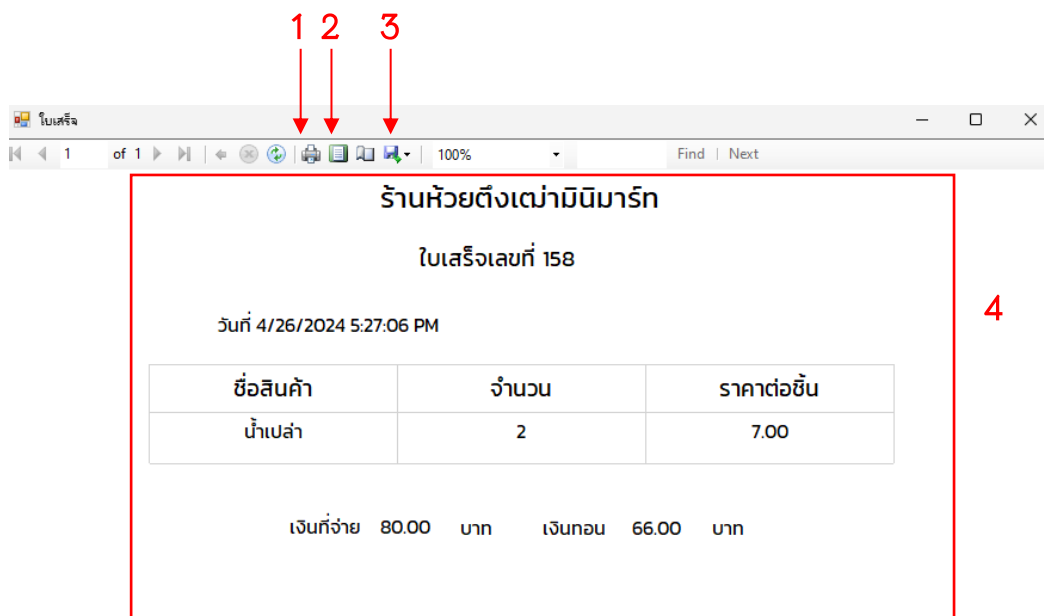 1 2 3
ใบเสร็จ
1 of 1 100% Find | Next
ร้านห้วยตึงเฒ่ามินิมาร์ท
ใบเสร็จเลขที่ 158
4
วันที่ 4/26/2024 5:27:06 PM
ชื่อสินค้า จำนวน ราคาต่อชิ้น
น้ำเปล่า 2 7.00
เงินที่จ่าย 80.00 บาท เงินทอน 66.00 บาท